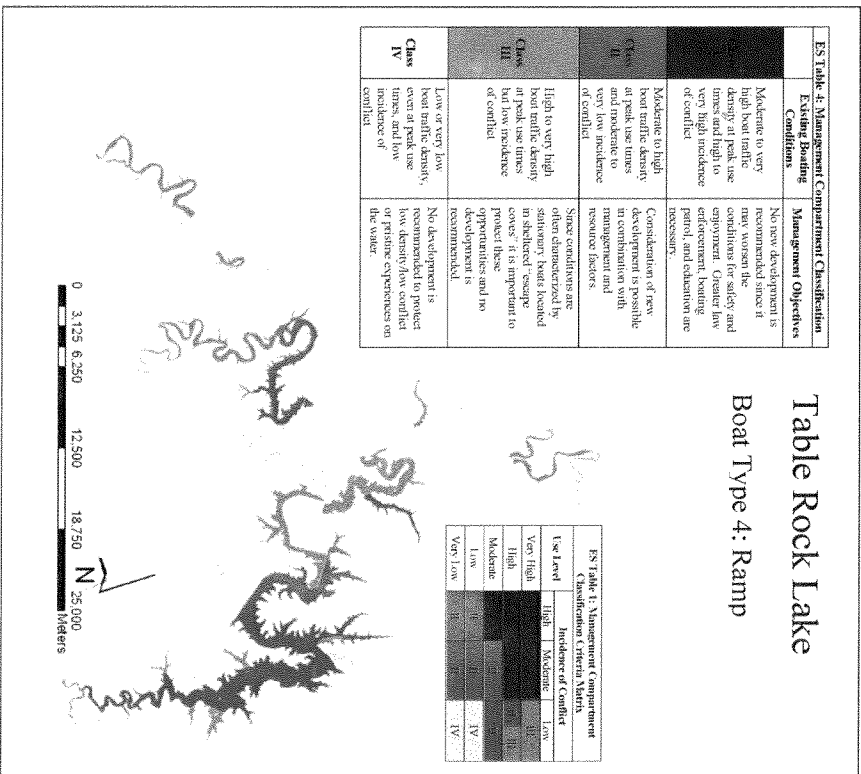 Table Rock Lake
Boat Type 4: Ramp
ES Table 4: Management Compartment Classification
Existing Boating
Conditions
Management Objectives
Moderate to very
high boat traffic
density at peak use
times and high to
very high incidence
of conflict
No new development is
recommended since it
may worsen the
conditions for safety and
enjoyment. Greater law
enforcement, boating
patrol, and education are
necessary.
Class
II
Moderate to high
boat traffic density
at peak use times
and moderate to
very low incidence
of conflict
Consideration of new
development is possible
in combination with
management and
resource factors.
Class
III
High to very high
boat traffic density
at peak use times
but low incidence
of conflict
Since conditions are
often characterized by
stationary boats located
in sheltered "escape
coves" it is important to
protect these
opportunities and no
development is
recommended.
Class
IV
Low or very low
boat traffic density,
even at peak use
times, and low
incidence of
conflict
No development is
recommended to protect
low density/low conflict
or pristine experiences on
the water.
ES Table 1: Management Compartment
Classification Criteria Matrix
Use Level
Incidence of Conflict
High Moderate Low
Very High III
High III
Moderate II
Low II II IV
Very Low II II IV
0 3,125 6,250 12,500 18,750 25,000
Meters
N